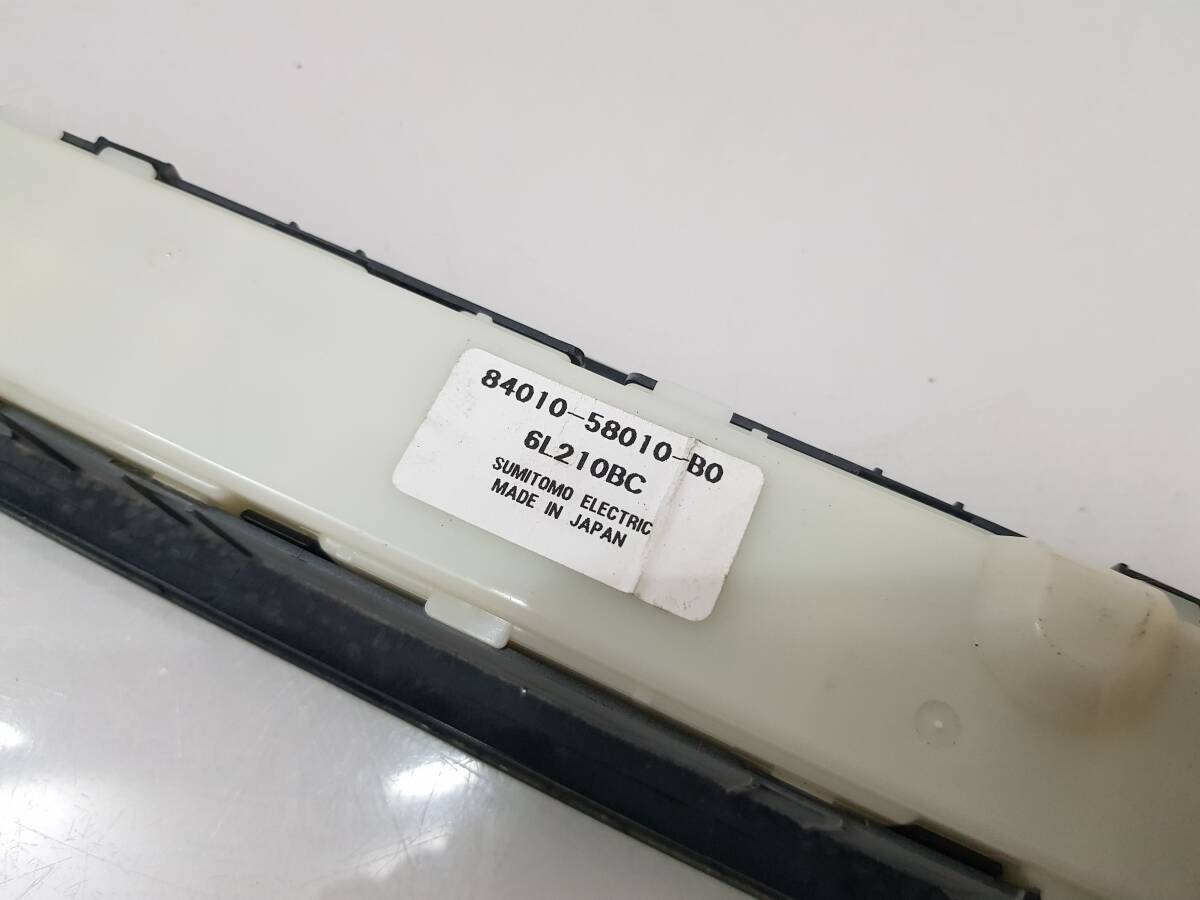 84010-58010-B0
6L210BC
SUMITOMO ELECTRIC
MADE IN JAPAN